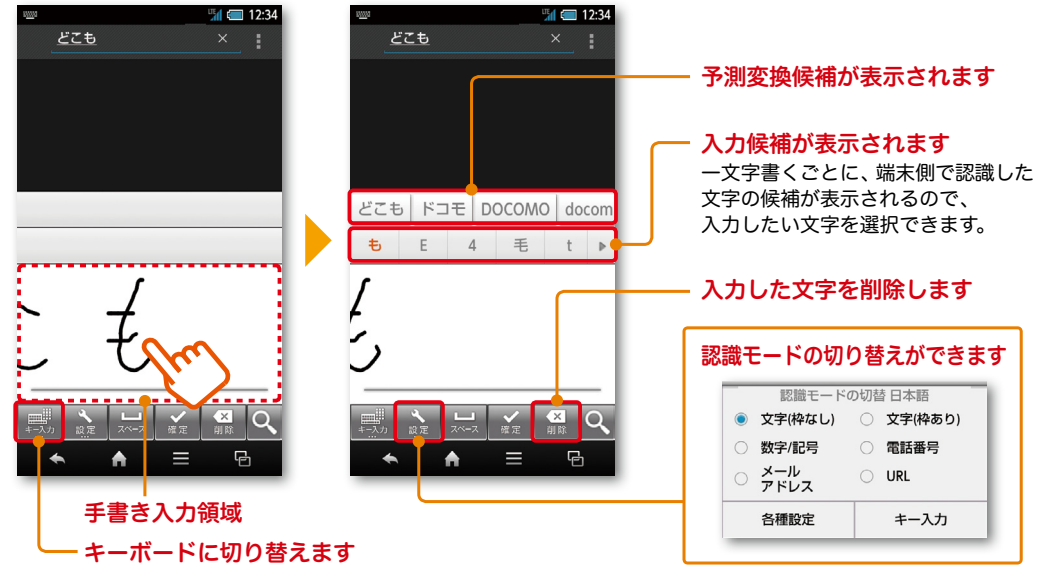 LTE 12:34
どこも ×
キー入力 設定 スペース 確定 削除
手書き入力領域
キーボードに切り替えます
LTE 12:34
どこも ×
どこも ドコモ DOCOMO docom
も E 4 毛 t
キー入力 設定 スペース 確定 削除
予測変換候補が表示されます
入力候補が表示されます
一文字書くごとに、端末側で認識した
文字の候補が表示されるので、
入力したい文字を選択できます。
入力した文字を削除します
認識モードの切り替えができます
認識モードの切替 日本語
文字(枠なし) 文字(枠あり)
数字/記号 電話番号
メール
アドレス
URL
各種設定 キー入力